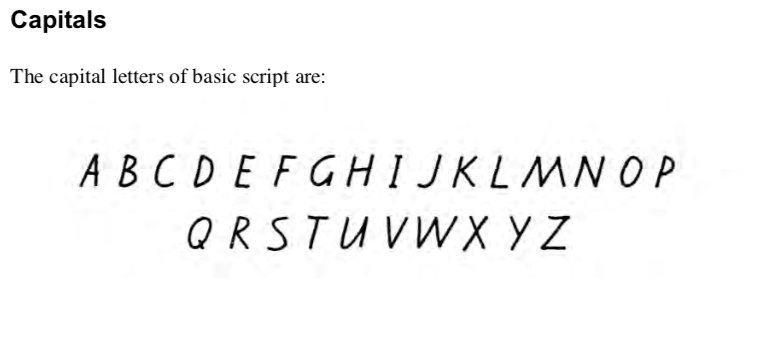 Capitals
The capital letters of basic script are:
A B C D E F G H I J K L M N O P
Q R S T U V W X Y Z